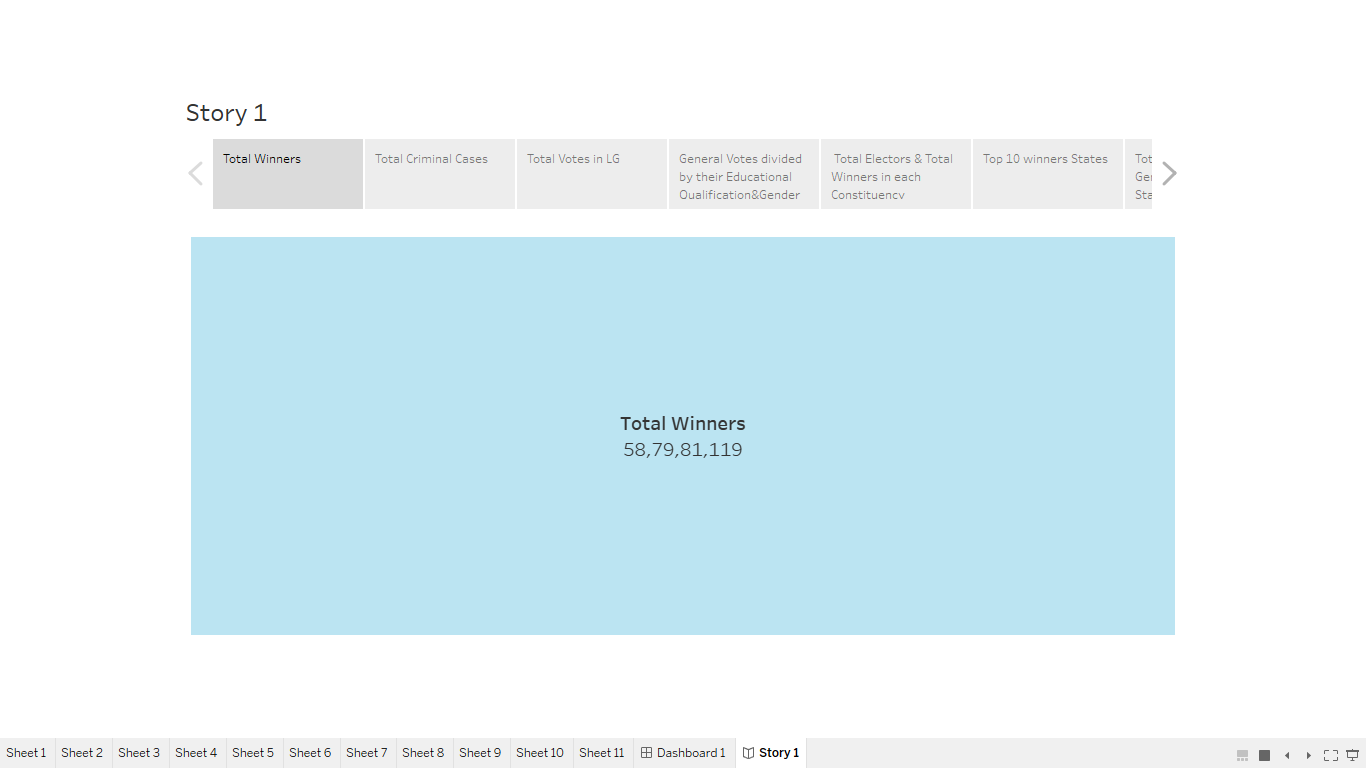 Story 1
Total Winners
Total Criminal Cases
Total Votes in LG
General Votes divided
by their Educational
Qualification&Gender
Total Electors & Total
Winners in each
Constituency
Top 10 winners States
Tot
Ger
Sta
Total Winners
58,79,81,119
Sheet 1
Sheet 2
Sheet 3
Sheet 4
Sheet 5
Sheet 6
Sheet 7
Sheet 8
Sheet 9
Sheet 10
Sheet 11
Dashboard 1
Story 1